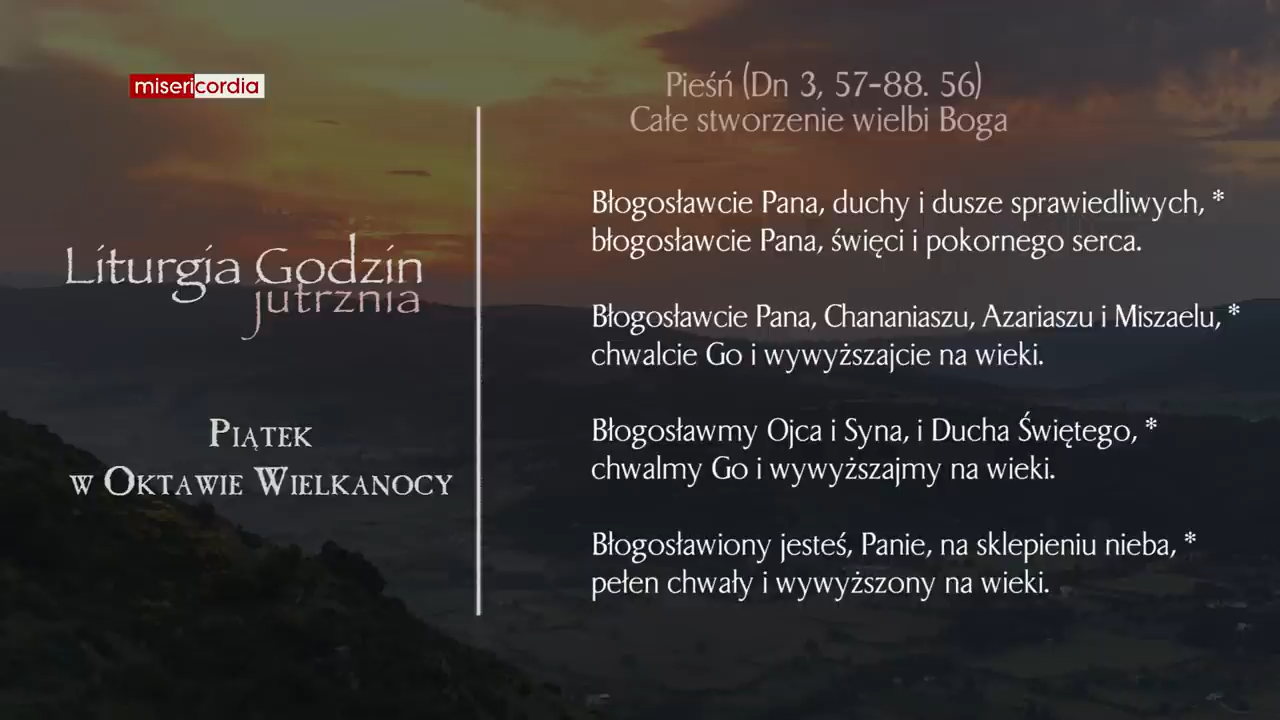 misericordia
Liturgia Godzin
jutrznia
Piątek
w Oktawie Wielkanocy
Pieśń (Dn 3, 57-88. 56)
Całe stworzenie wielbi Boga
Błogosławcie Pana, duchy i dusze sprawiedliwych, *
błogosławcie Pana, święci i pokornego serca.
Błogosławcie Pana, Chananiaszu, Azariaszu i Miszaelu, *
chwalcie Go i wywyższajcie na wieki.
Błogosławmy Ojca i Syna, i Ducha Świętego, *
chwalmy Go i wywyższajmy na wieki.
Błogosławiony jesteś, Panie, na sklepieniu nieba, *
pełen chwały i wywyższony na wieki.